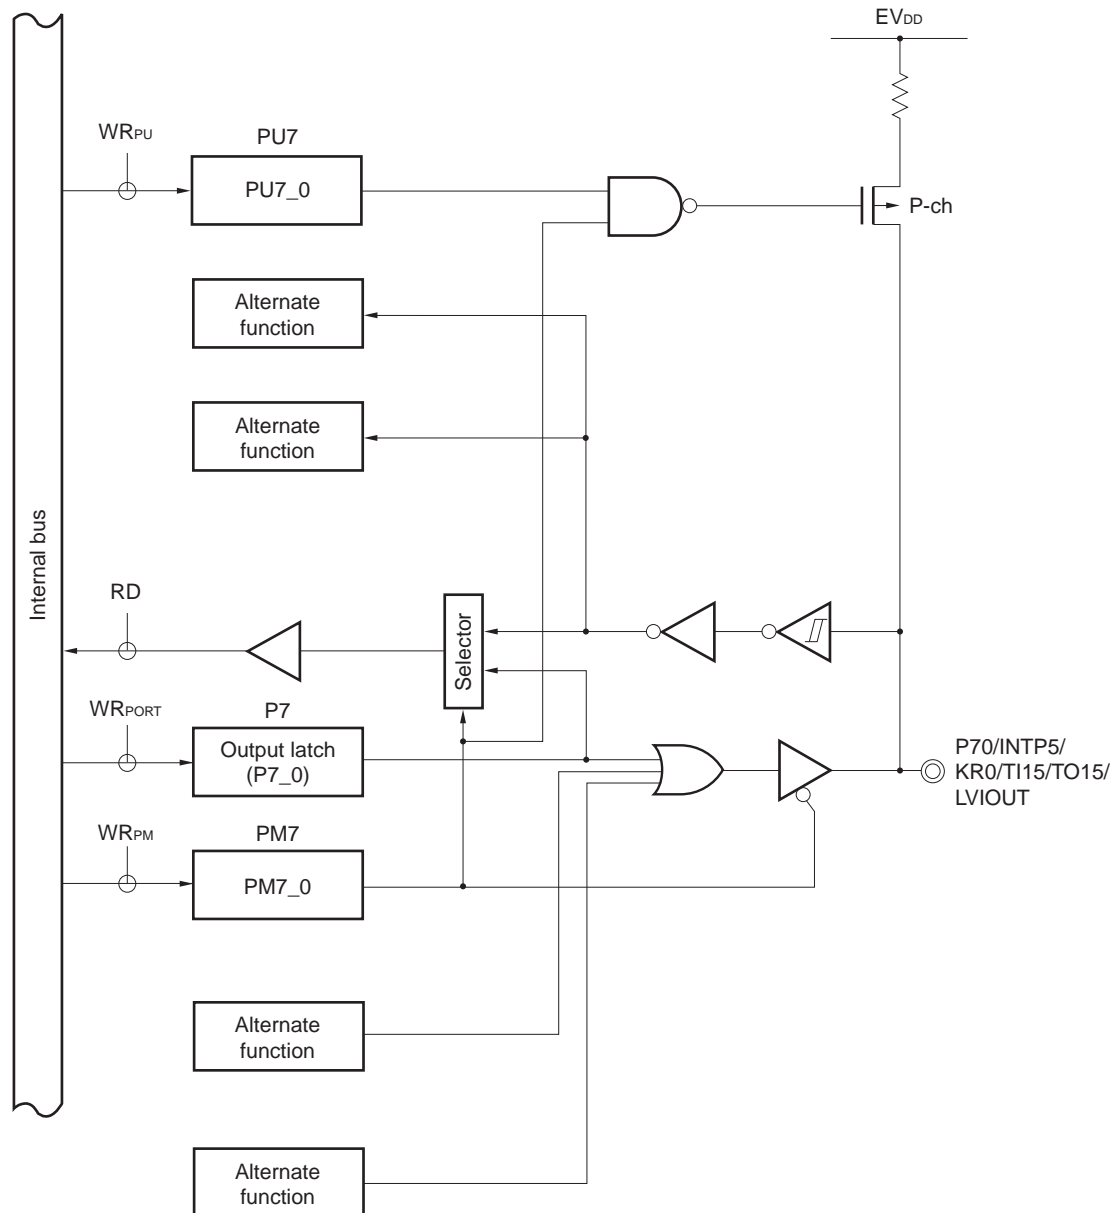 EVDD
WRPU
PU7
PU7_0
P-ch
Alternate
function
Alternate
function
Internal bus
RD
Selector
WRPORT
P7
Output latch
(P7_0)
P70/INTP5/
KR0/TI15/TO15/
LVIOUT
WRPM
PM7
PM7_0
Alternate
function
Alternate
function